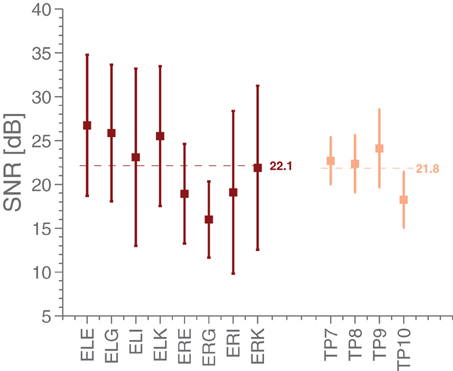 SNR [dB]
40
35
30
25
20
15
10
5
22.1
21.8
ELE
ELG
ELI
ELK
ERE
ERG
ERI
ERK
TP7
TP8
TP9
TP10